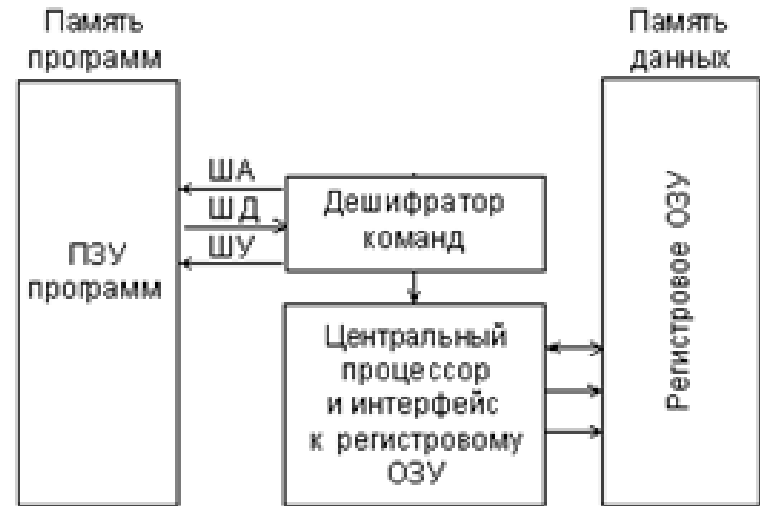 Память
программ
Память
данных
ША
ШД
ШУ
ПЗУ
программ
Дешифратор
команд
Центральный
процессор
и интерфейс
к регистровому
ОЗУ
Регистровое ОЗУ